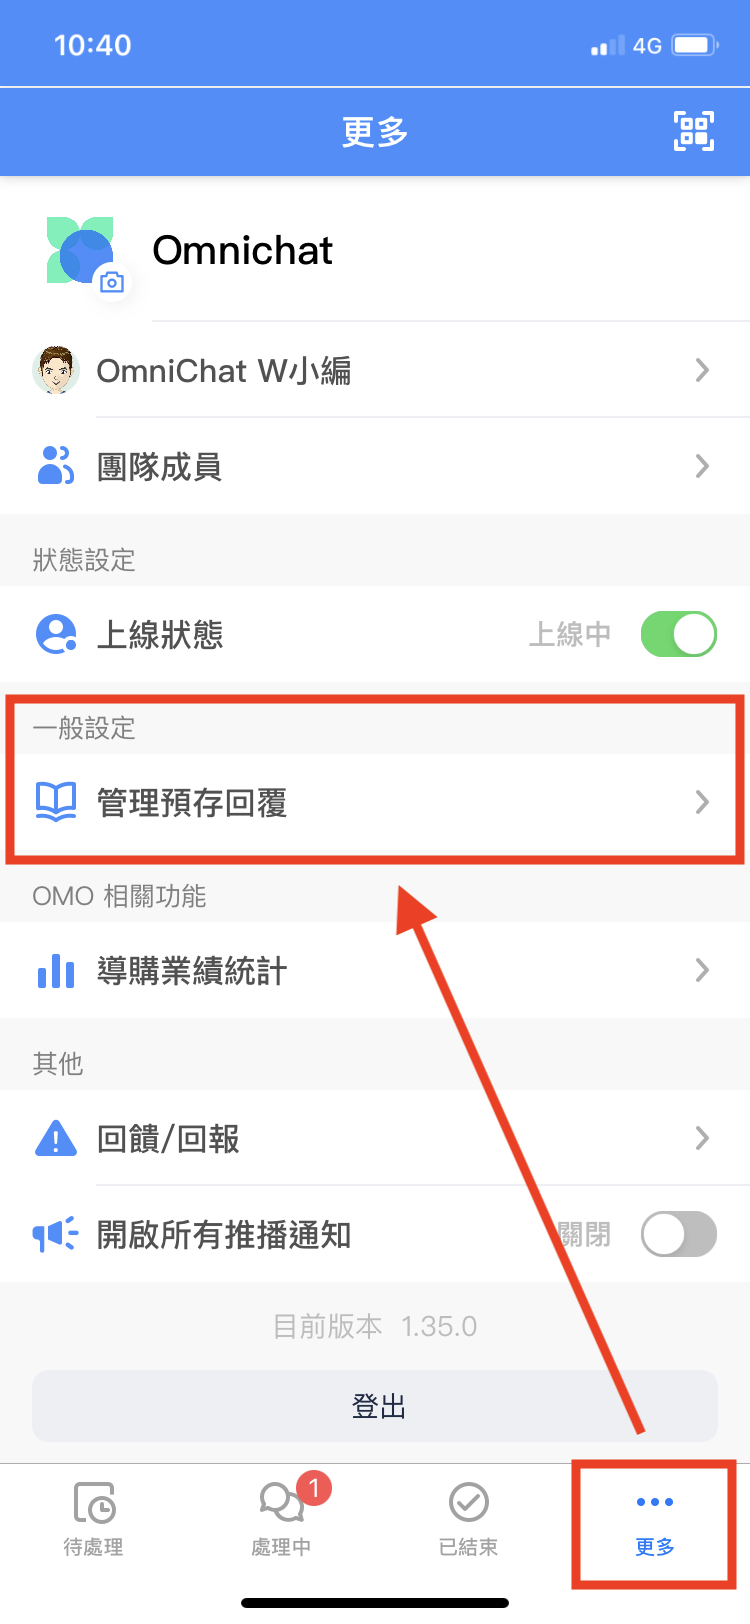 10:40
4G
更多
Omnichat
OmniChat W小編
團隊成員
狀態設定
上線狀態 上線中
一般設定
管理預存回覆
OMO 相關功能
導購業績統計
其他
回饋/回報
開啟所有推播通知 關閉
目前版本 1.35.0
登出
1
待處理 處理中 已結束 更多